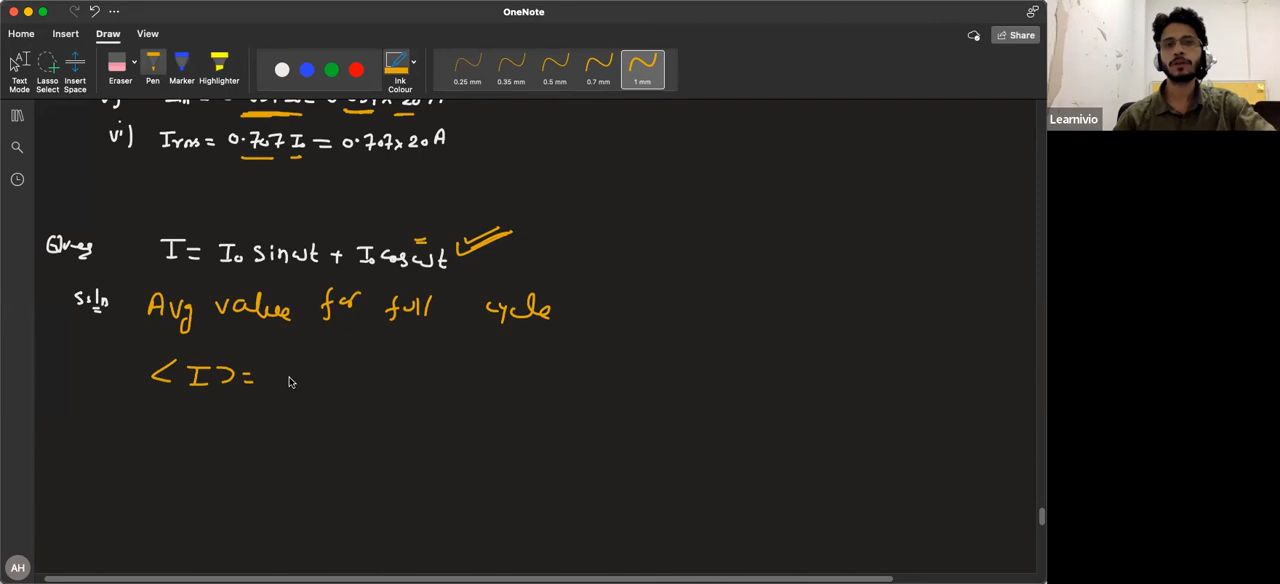 OneNote
Home Insert Draw View
Share
Text Mode
Lasso Select
Insert Space
Eraser
Pen
Marker
Highlighter
Ink Colour
0.25 mm
0.35 mm
0.5 mm
0.7 mm
1 mm
Learnivio
vi) Irms = 0.707 I₀ = 0.707 x 20 A
Ques I = I₀ sinωt + I₀ cosωt
Soln Avg value for full cycle
< I > =
AH